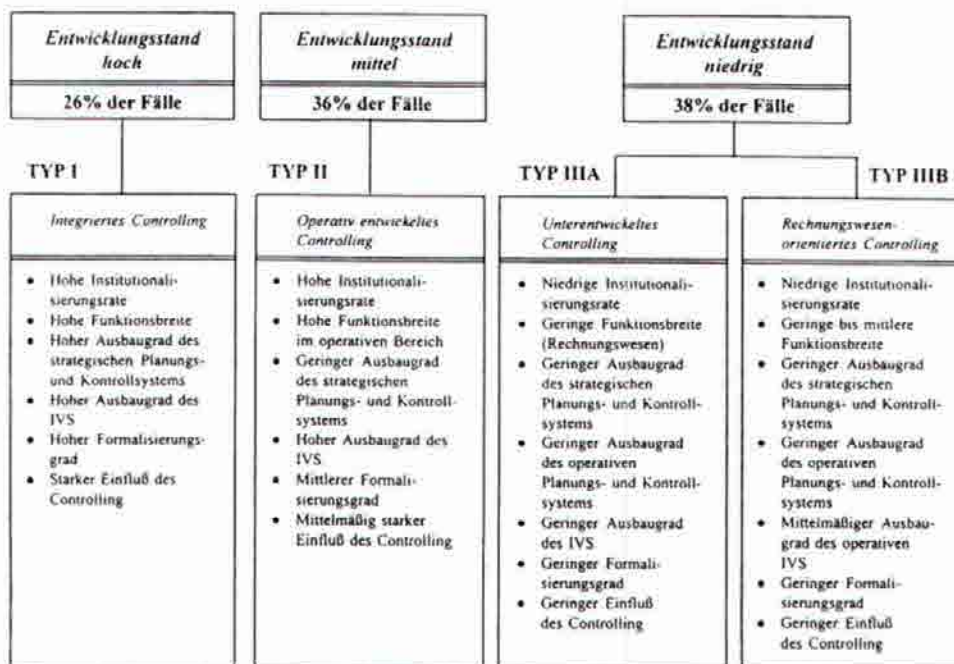 Entwicklungsstand
hoch
26% der Fälle
Entwicklungsstand
mittel
36% der Fälle
Entwicklungsstand
niedrig
38% der Fälle
TYP I
Integriertes Controlling
• Hohe Institutionali-
sierungsrate
• Hohe Funktionsbreite
• Hoher Ausbaugrad des
strategischen Planungs-
und Kontrollsystems
• Hoher Ausbaugrad des
IVS
• Hoher Formalisierungs-
grad
• Starker Einfluß des
Controlling
TYP II
Operativ entwickeltes
Controlling
• Hohe Institutionali-
sierungsrate
• Hohe Funktionsbreite
im operativen Bereich
• Geringer Ausbaugrad
des strategischen
Planungs- und Kontroll-
systems
• Hoher Ausbaugrad des
IVS
• Mittlerer Formali-
sierungsgrad
• Mittelmäßig starker
Einfluß des Controlling
TYP IIIA
Unterentwickeltes
Controlling
• Niedrige Institutionali-
sierungsrate
• Geringe Funktionsbreite
(Rechnungswesen)
• Geringer Ausbaugrad
des strategischen
Planungs- und Kontroll-
systems
• Geringer Ausbaugrad
des operativen
Planungs- und Kontroll-
systems
• Geringer Ausbaugrad
des IVS
• Geringer Formali-
sierungsgrad
• Geringer Einfluß
des Controlling
TYP IIIB
Rechnungswesen-
orientiertes Controlling
• Niedrige Institutionali-
sierungsrate
• Geringe bis mittlere
Funktionsbreite
• Geringer Ausbaugrad
des strategischen
Planungs- und Kontroll-
systems
• Geringer Ausbaugrad
des operativen
Planungs- und Kontroll-
systems
• Mittelmäßiger Ausbau-
grad des operativen
IVS
• Geringer Formali-
sierungsgrad
• Geringer Einfluß
des Controlling